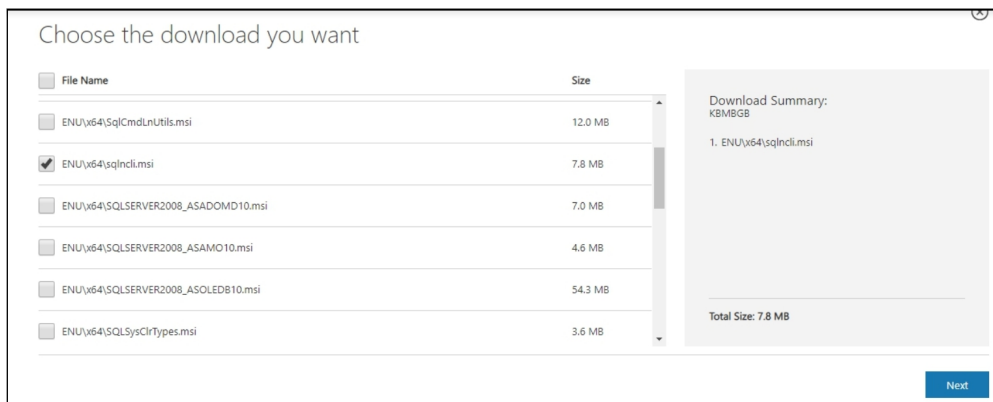 Choose the download you want
File Name Size
ENU\x64\SqlCmdLnUtils.msi 12.0 MB
ENU\x64\sqlncli.msi 7.8 MB
ENU\x64\SQLSERVER2008_ASADOMD10.msi 7.0 MB
ENU\x64\SQLSERVER2008_ASAMO10.msi 4.6 MB
ENU\x64\SQLSERVER2008_ASOLEDB10.msi 54.3 MB
ENU\x64\SQLSysClrTypes.msi 3.6 MB
Download Summary:
KBMBGB
1. ENU\x64\sqlncli.msi
Total Size: 7.8 MB
Next